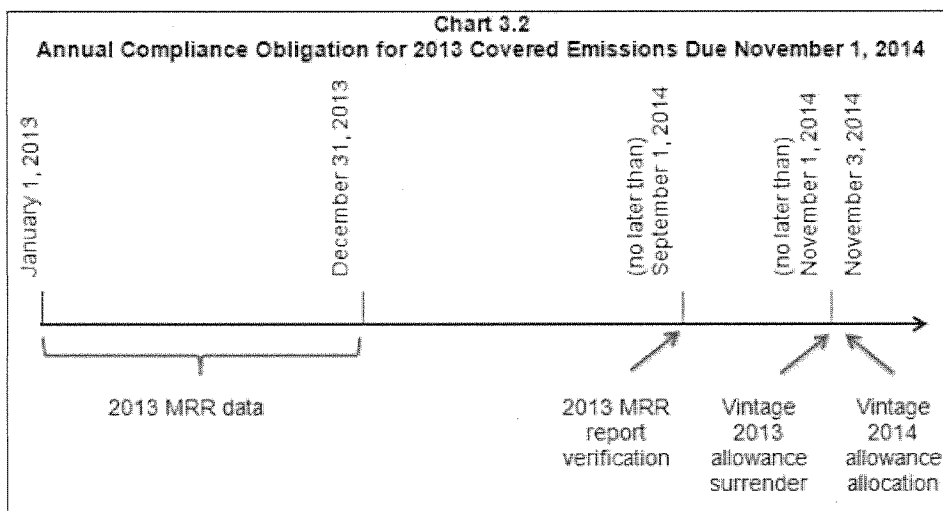 Chart 3.2
Annual Compliance Obligation for 2013 Covered Emissions Due November 1, 2014
January 1, 2013
December 31, 2013
(no later than)
September 1, 2014
(no later than)
November 1, 2014
November 3, 2014
2013 MRR data
2013 MRR
report
verification
Vintage
2013
allowance
surrender
Vintage
2014
allowance
allocation